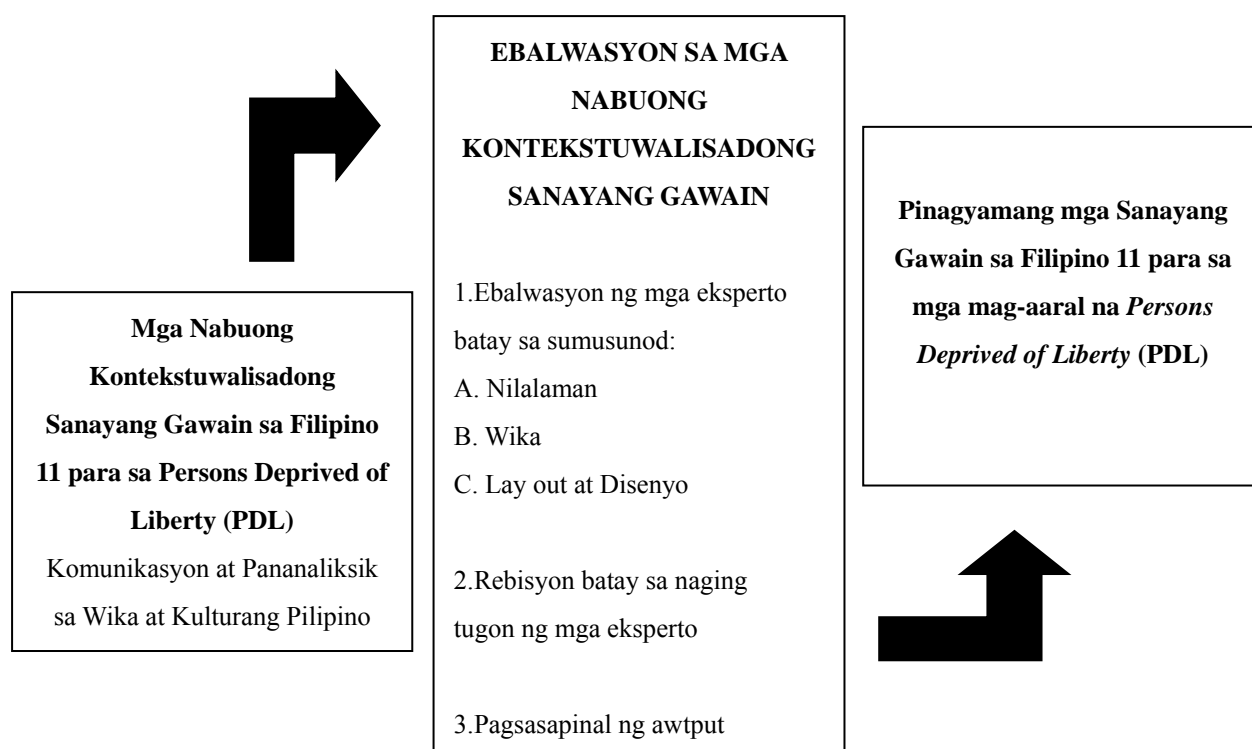 Mga Nabuong
Kontekstuwalisadong
Sanayang Gawain sa Filipino
11 para sa Persons Deprived of
Liberty (PDL)
Komunikasyon at Pananaliksik
sa Wika at Kulturang Pilipino
EBALWASYON SA MGA
NABUONG
KONTEKSTUWALISADONG
SANAYANG GAWAIN
1.Ebalwasyon ng mga eksperto
batay sa sumusunod:
A. Nilalaman
B. Wika
C. Lay out at Disenyo
2.Rebisyon batay sa naging
tugon ng mga eksperto
3.Pagsasapinal ng awtput
Pinagyamang mga Sanayang
Gawain sa Filipino 11 para sa
mga mag-aaral na Persons
Deprived of Liberty (PDL)